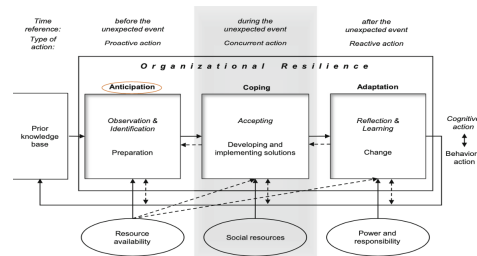 Time reference:
Type of action:
before the unexpected event
Proactive action
during the unexpected event
Concurrent action
after the unexpected event
Reactive action
Organizational Resilience
Anticipation
Coping
Adaptation
Prior knowledge base
Observation & Identification
Preparation
Accepting
Developing and implementing solutions
Reflection & Learning
Change
Cognitive action
Behavior
action
Resource availability
Social resources
Power and responsibility